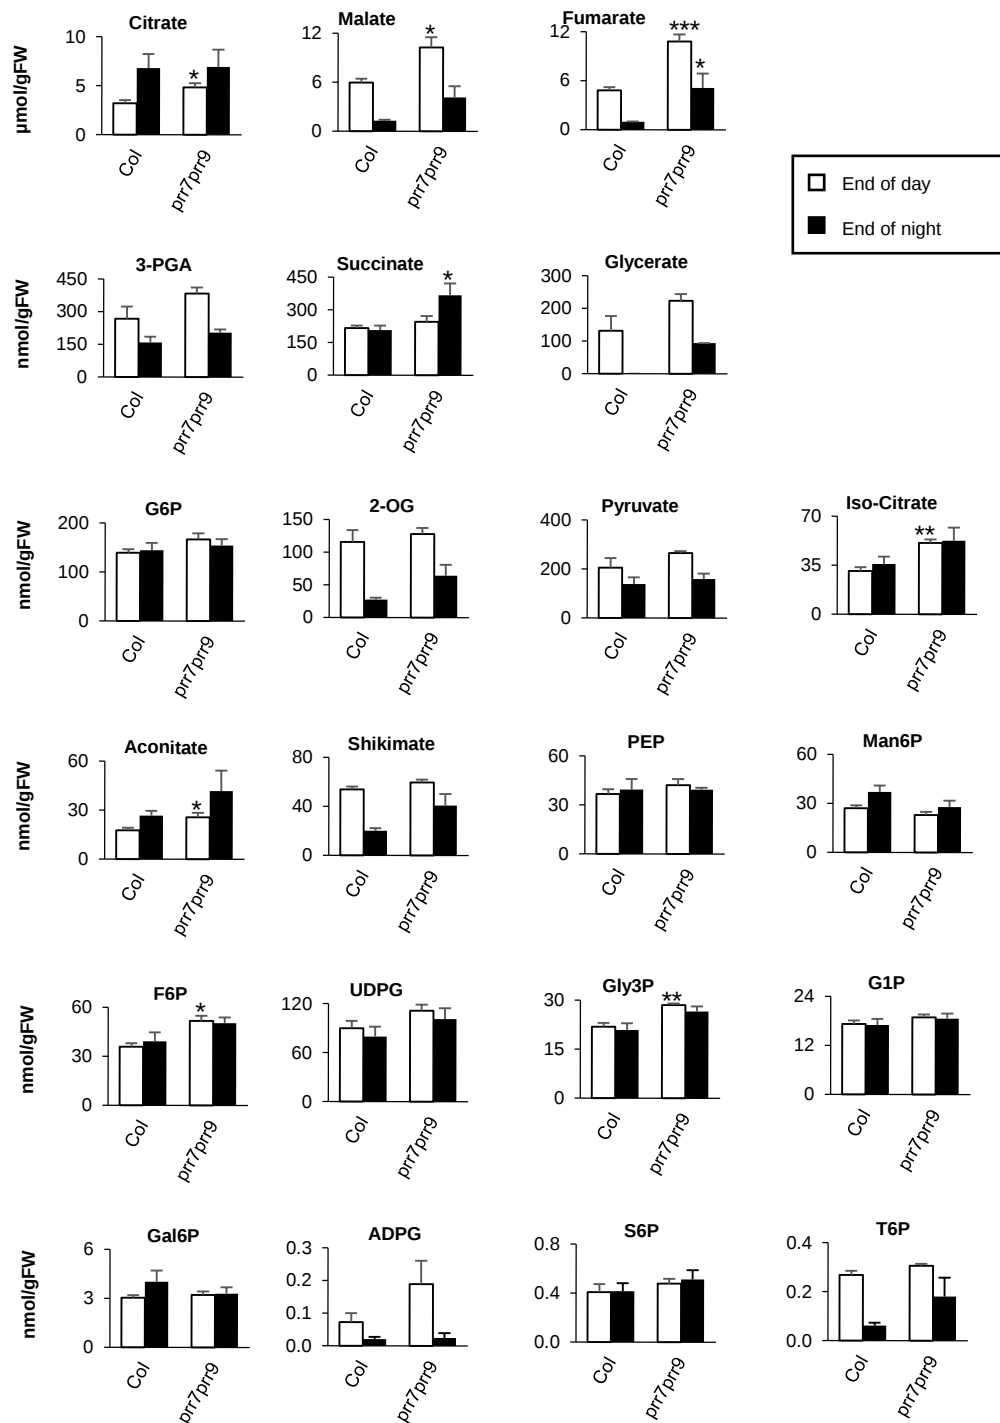 Citrate
Malate
Fumarate
***
*
*
*
µmol/gFW
10
5
0
12
6
0
12
6
0
Col
prr7prr9
Col
prr7prr9
Col
prr7prr9
End of day
End of night
3-PGA
Succinate
Glycerate
*
nmol/gFW
450
300
150
0
450
300
150
0
300
200
100
0
Col
prr7prr9
Col
prr7prr9
Col
prr7prr9
G6P
2-OG
Pyruvate
Iso-Citrate
**
nmol/gFW
200
100
0
150
100
50
0
400
200
0
70
35
0
Col
prr7prr9
Col
prr7prr9
Col
prr7prr9
Col
prr7prr9
Aconitate
Shikimate
PEP
Man6P
*
nmol/gFW
60
30
0
80
40
0
60
30
0
60
30
0
Col
prr7prr9
Col
prr7prr9
Col
prr7prr9
Col
prr7prr9
F6P
UDPG
Gly3P
G1P
*
**
nmol/gFW
60
30
0
120
60
0
30
15
0
24
12
0
Col
prr7prr9
Col
prr7prr9
Col
prr7prr9
Col
prr7prr9
Gal6P
ADPG
S6P
T6P
nmol/gFW
6
3
0
0.3
0.2
0.1
0.0
0.8
0.4
0.0
0.4
0.2
0.0
Col
prr7prr9
Col
prr7prr9
Col
prr7prr9
Col
prr7prr9